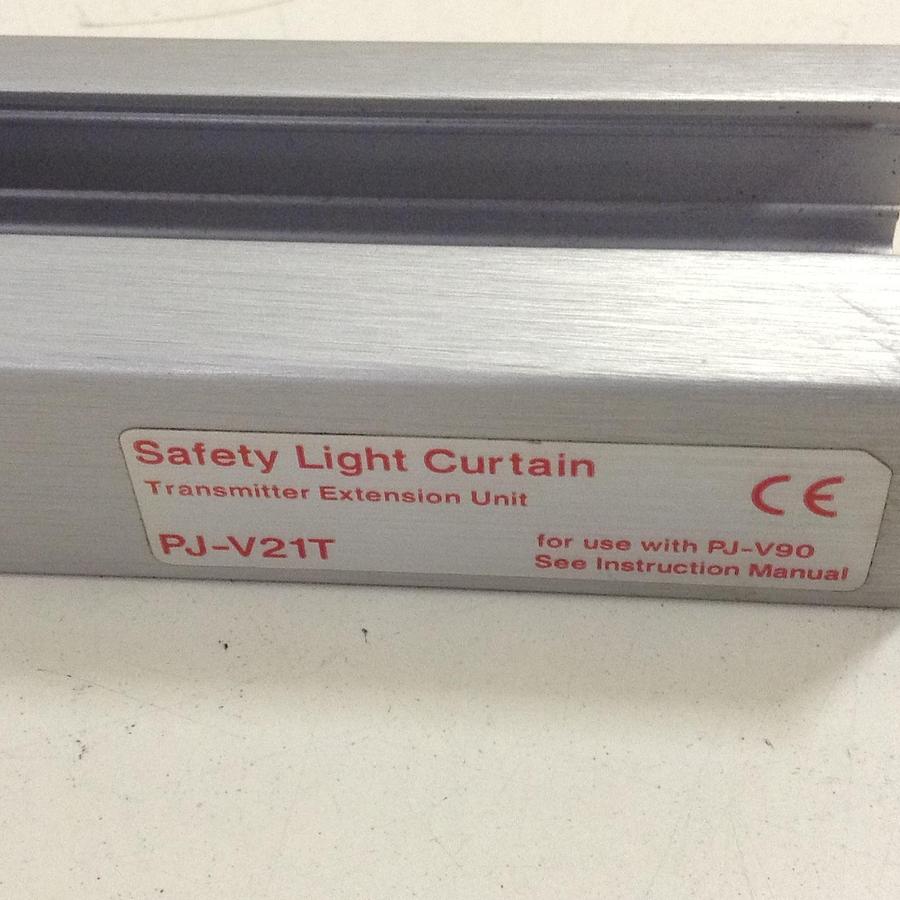 Safety Light Curtain
Transmitter Extension Unit
CE
PJ-V21T
for use with PJ-V90
See Instruction Manual